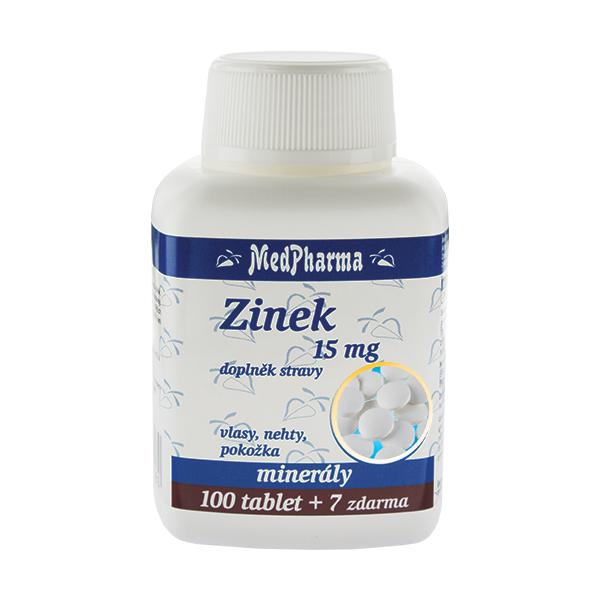 MedPharma
Zinek
15 mg
doplněk stravy
vlasy, nehty,
pokožka
minerály
100 tablet + 7 zdarma